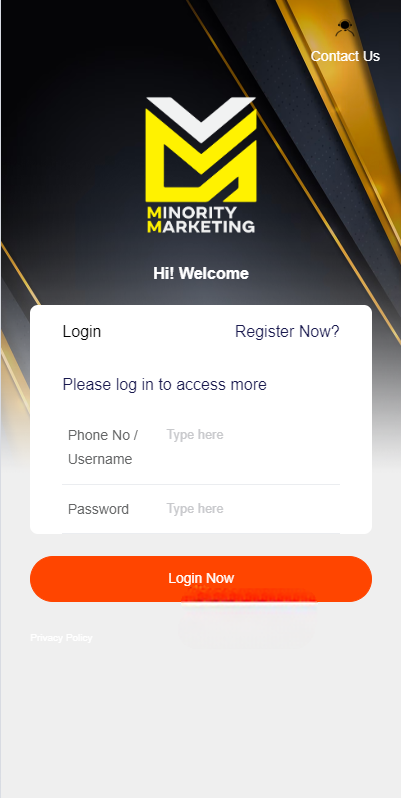 Contact Us
MINORITY
MARKETING
Hi! Welcome
Login
Register Now?
Please log in to access more
Phone No /
Username
Type here
Password
Type here
Login Now
Privacy Policy